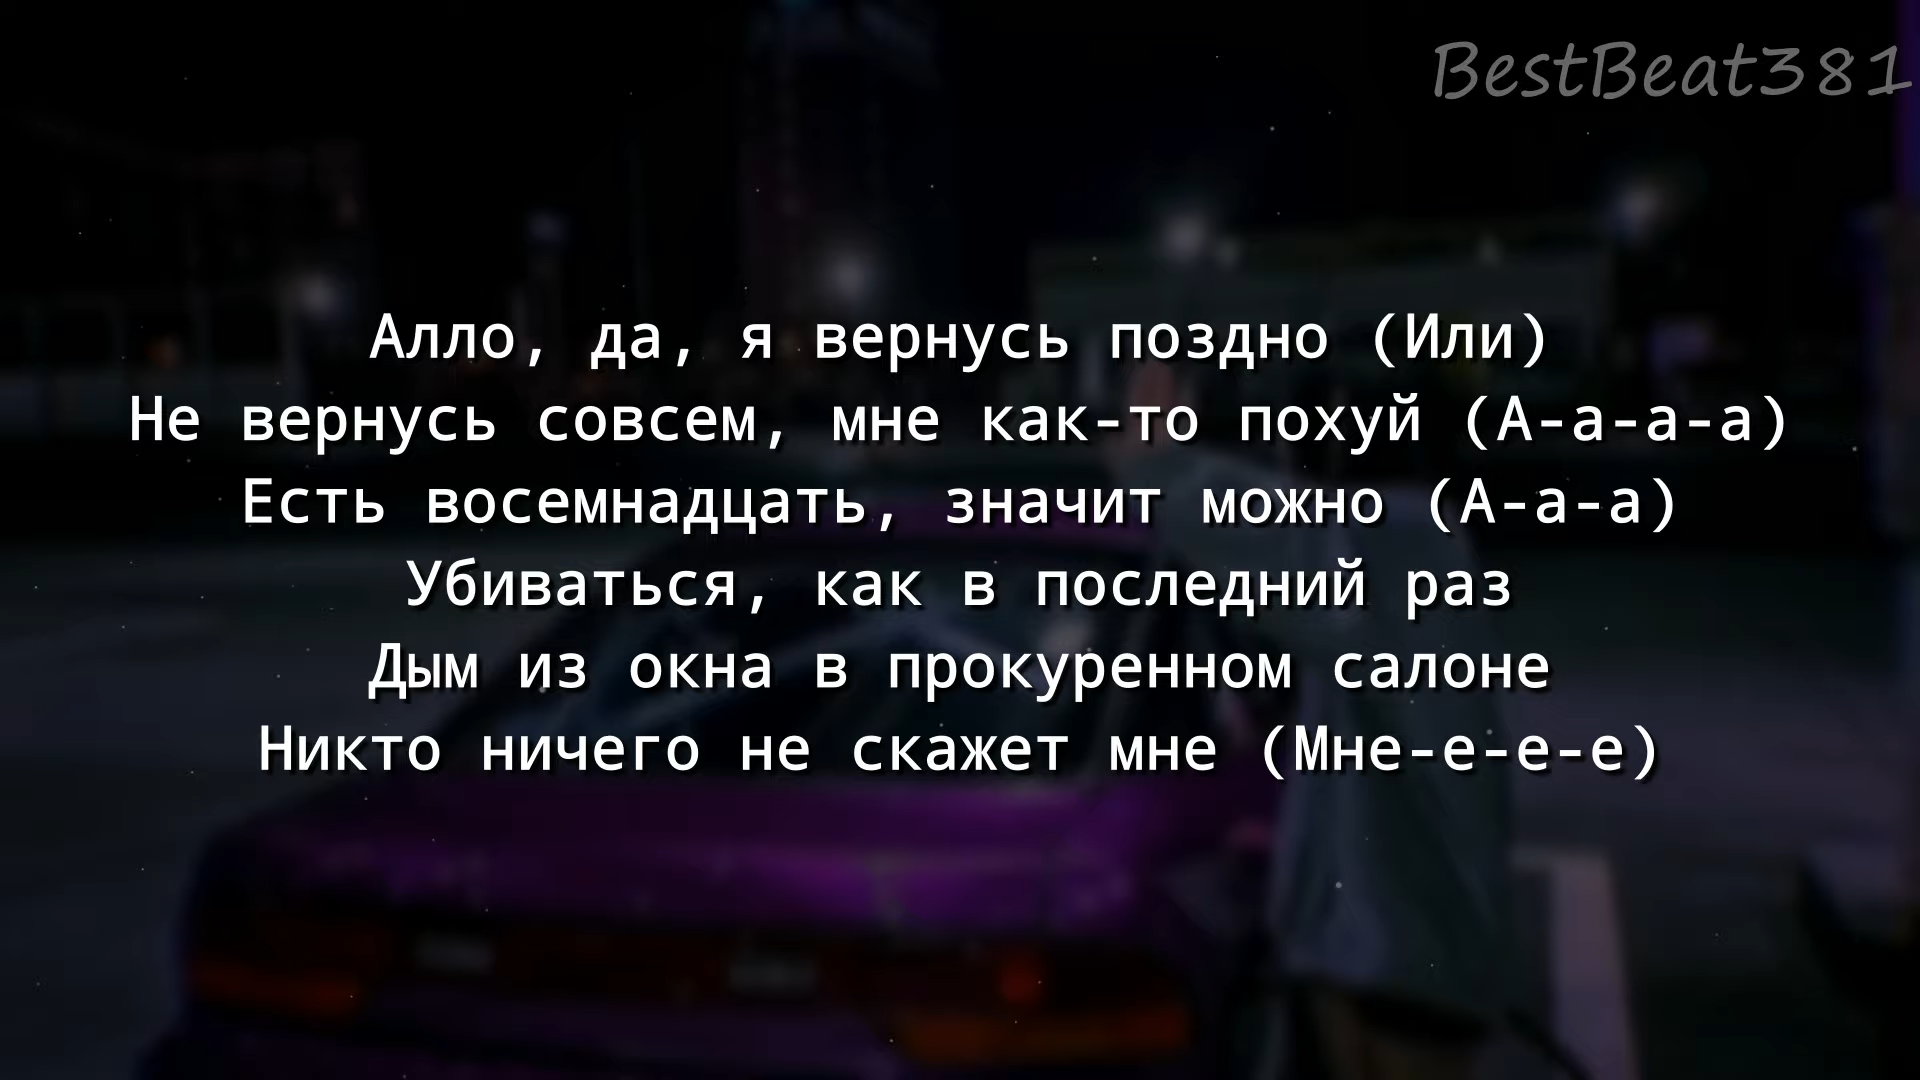 BestBeat381
Алло, да, я вернусь поздно (Или)
Не вернусь совсем, мне как-то похуй (А-а-а-а)
Есть восемнадцать, значит можно (А-а-а)
Убиваться, как в последний раз
Дым из окна в прокуренном салоне
Никто ничего не скажет мне (Мне-е-е-е)